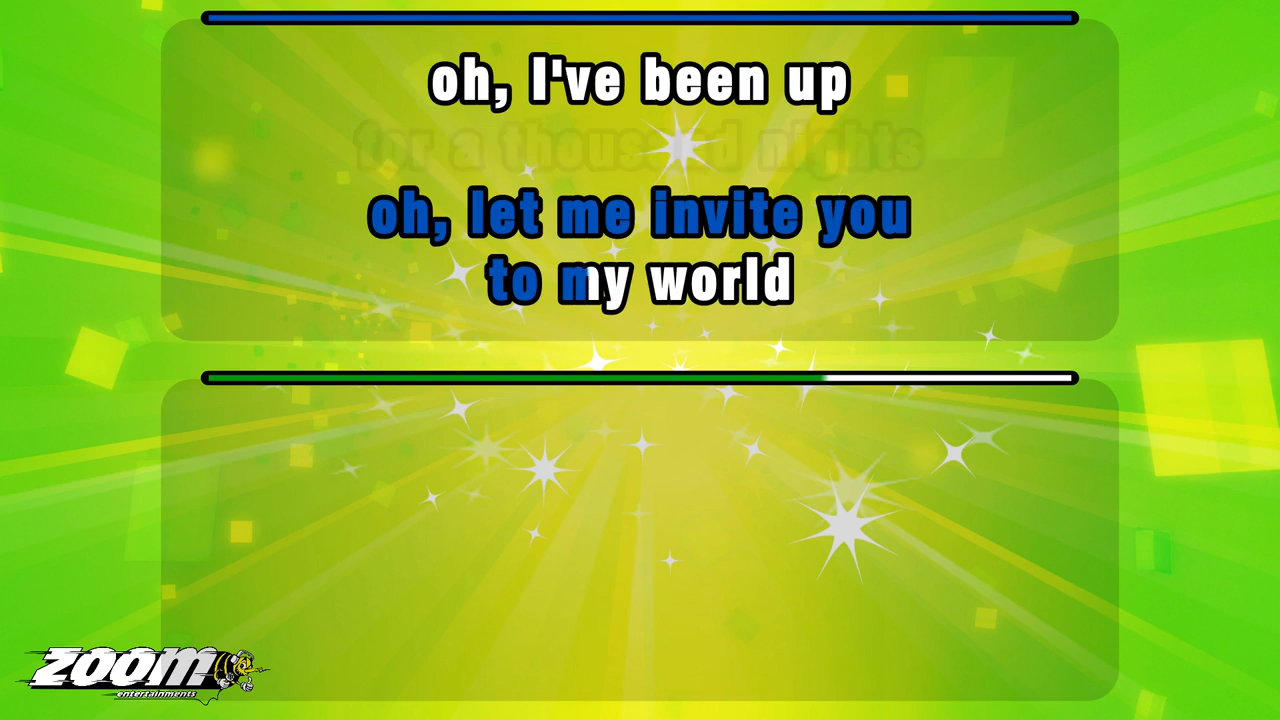 oh, I've been up
for a thousand nights
oh, let me invite you
to my world
zoom
entertainments